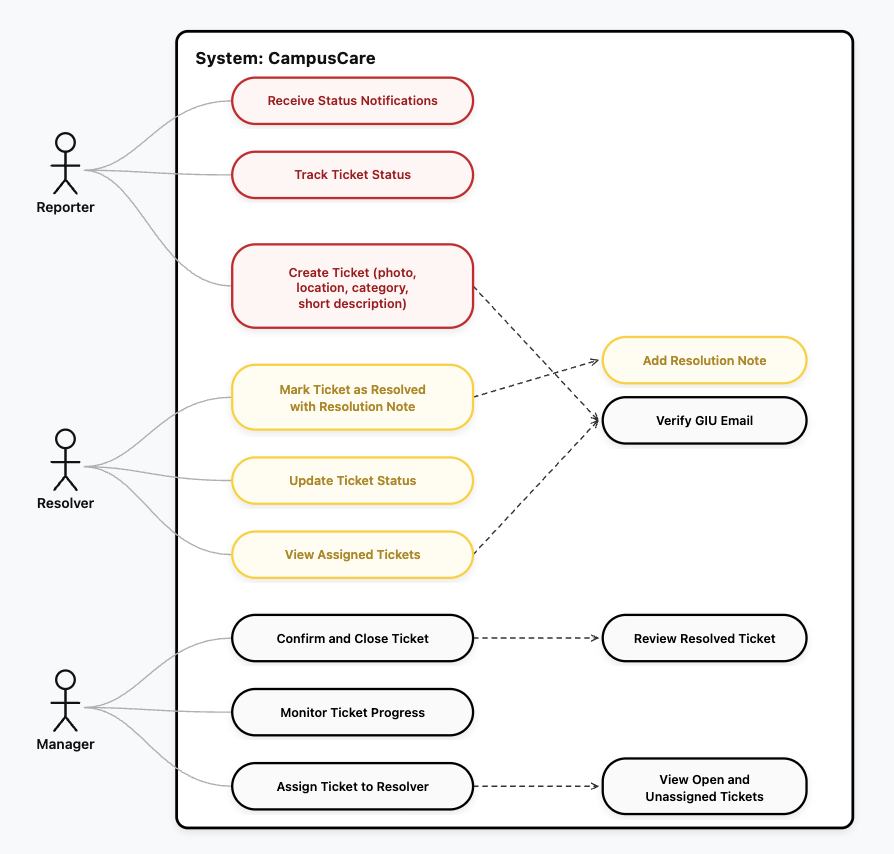 System: CampusCare
Receive Status Notifications
Track Ticket Status
Reporter
Create Ticket (photo,
location, category,
short description)
Add Resolution Note
Mark Ticket as Resolved
with Resolution Note
Verify GIU Email
Update Ticket Status
Resolver
View Assigned Tickets
Confirm and Close Ticket
Review Resolved Ticket
Monitor Ticket Progress
Manager
Assign Ticket to Resolver
View Open and
Unassigned Tickets